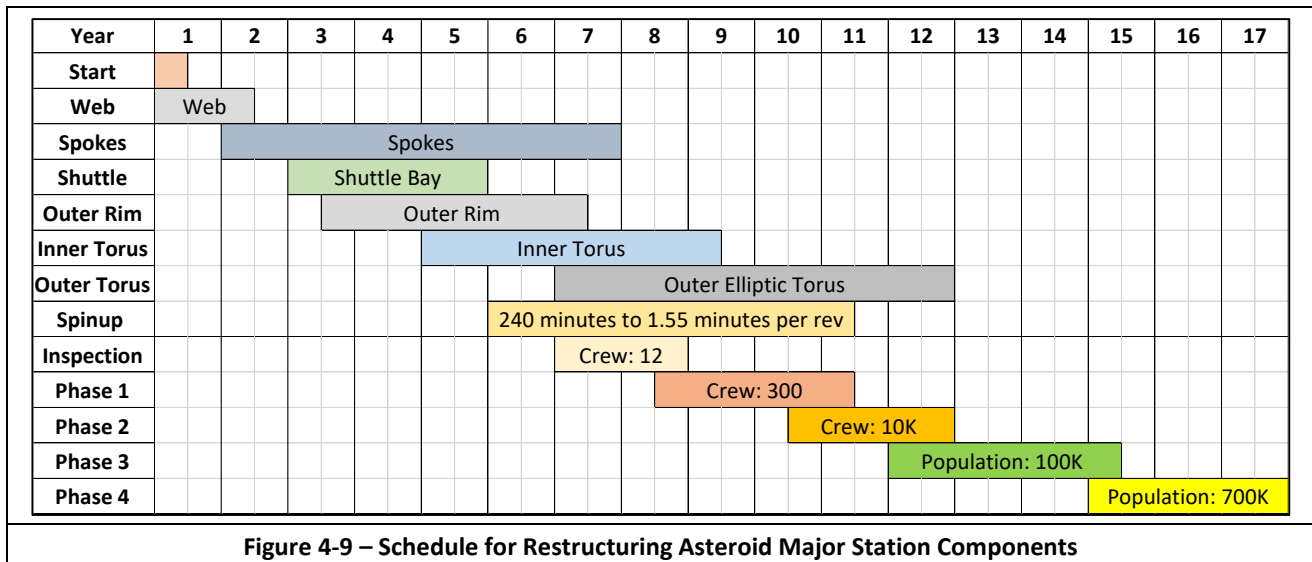 Year 1 2 3 4 5 6 7 8 9 10 11 12 13 14 15 16 17
Start
Web Web
Spokes Spokes
Shuttle Shuttle Bay
Outer Rim Outer Rim
Inner Torus Inner Torus
Outer Torus Outer Elliptic Torus
Spinup 240 minutes to 1.55 minutes per rev
Inspection Crew: 12
Phase 1 Crew: 300
Phase 2 Crew: 10K
Phase 3 Population: 100K
Phase 4 Population: 700K
Figure 4-9 – Schedule for Restructuring Asteroid Major Station Components